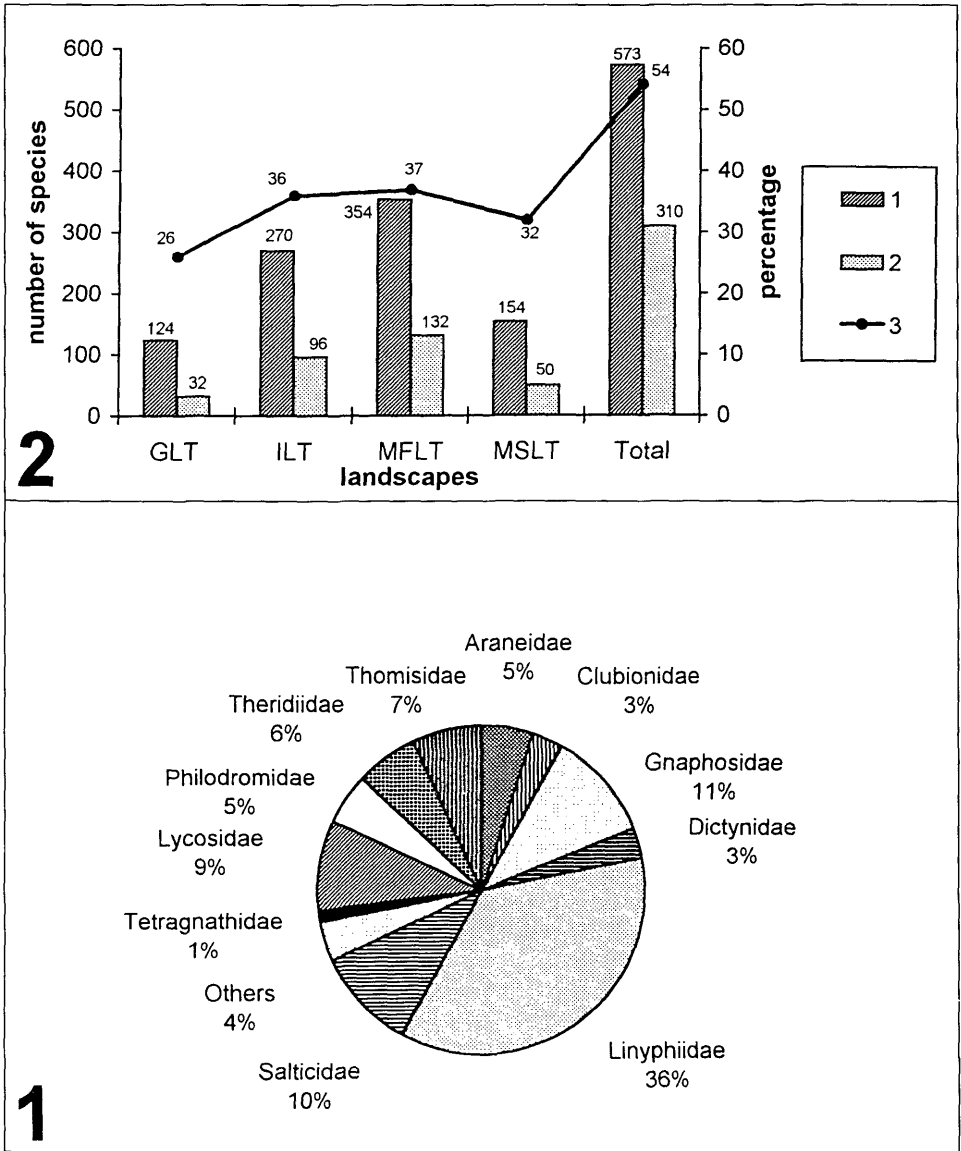 600
500
400
300
200
100
0
number of species
60
50
40
30
20
10
0
percentage
573
54
36
37
354
26
270
32
310
124
154
132
96
32
50
GLT
ILT
MFLT
MSLT
Total
landscapes
1
2
3
2
Araneidae
5%
Thomisidae
7%
Clubionidae
3%
Theridiidae
6%
Gnaphosidae
11%
Philodromidae
5%
Dictynidae
3%
Lycosidae
9%
Tetragnathidae
1%
Others
4%
Linyphiidae
36%
Salticidae
10%
1